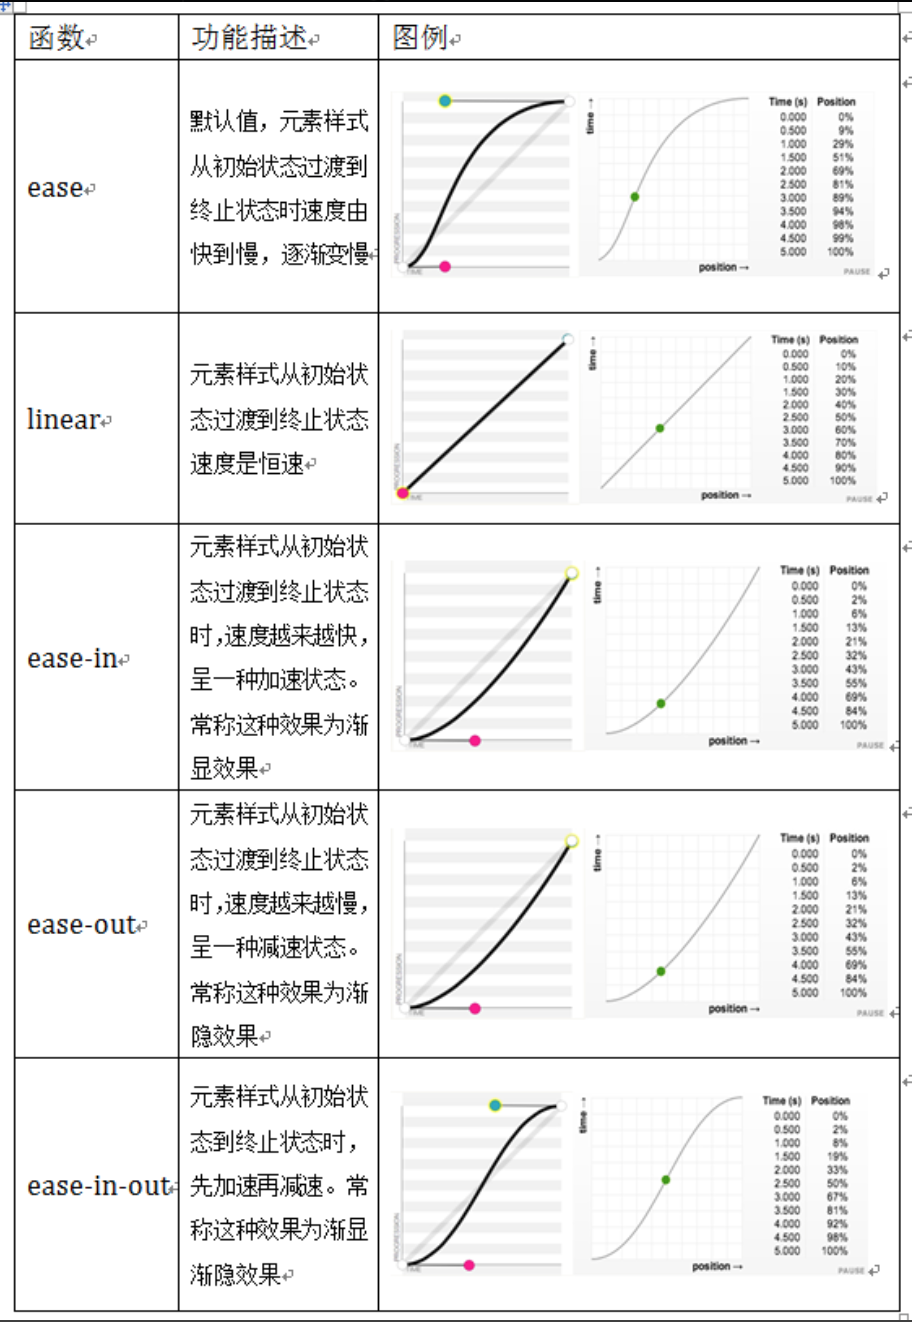 函数 功能描述 图例
ease
默认值，元素样式
从初始状态过渡到
终止状态时速度由
快到慢，逐渐变慢
PROGRESSION
TIME
time →
position →
Time (s) Position
0.000 0%
0.500 9%
1.000 29%
1.500 51%
2.000 69%
2.500 81%
3.000 89%
3.500 94%
4.000 98%
4.500 99%
5.000 100%
PAUSE
linear
元素样式从初始状
态过渡到终止状态
速度是恒速
PROGRESSION
TIME
time →
position →
Time (s) Position
0.000 0%
0.500 10%
1.000 20%
1.500 30%
2.000 40%
2.500 50%
3.000 60%
3.500 70%
4.000 80%
4.500 90%
5.000 100%
PAUSE
ease-in
元素样式从初始状
态过渡到终止状态
时,速度越来越快，
呈一种加速状态。
常称这种效果为渐
显效果
PROGRESSION
TIME
time →
position →
Time (s) Position
0.000 0%
0.500 2%
1.000 6%
1.500 13%
2.000 21%
2.500 32%
3.000 43%
3.500 55%
4.000 69%
4.500 84%
5.000 100%
PAUSE
ease-out
元素样式从初始状
态过渡到终止状态
时,速度越来越慢，
呈一种减速状态。
常称这种效果为渐
隐效果
PROGRESSION
TIME
time →
position →
Time (s) Position
0.000 0%
0.500 2%
1.000 6%
1.500 13%
2.000 21%
2.500 32%
3.000 43%
3.500 55%
4.000 69%
4.500 84%
5.000 100%
PAUSE
ease-in-out
元素样式从初始状
态到终止状态时，
先加速再减速。常
称这种效果为渐显
渐隐效果
PROGRESSION
TIME
time →
position →
Time (s) Position
0.000 0%
0.500 2%
1.000 8%
1.500 19%
2.000 33%
2.500 50%
3.000 67%
3.500 81%
4.000 92%
4.500 98%
5.000 100%
PAUSE